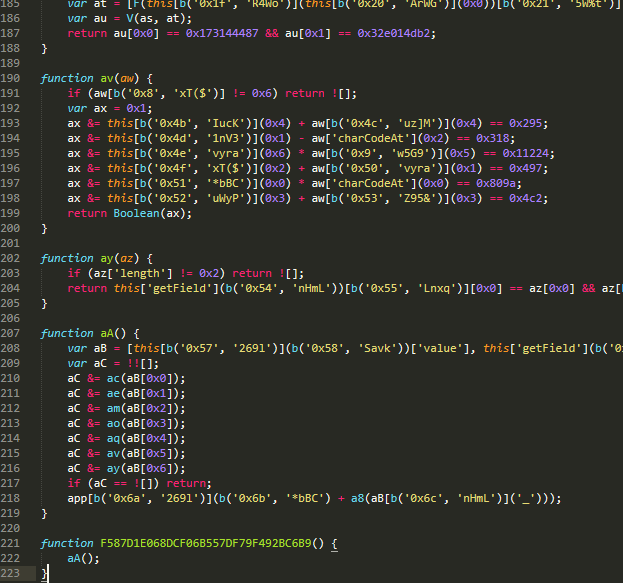 185 var at = [F(this[b('0x1f', 'R4Wo')](this[b('0x20', 'ArWG')](0x0))[b('0x21', '5W%t')]
186 var au = V(as, at);
187 return au[0x0] == 0x173144487 && au[0x1] == 0x32e014db2;
188 }
189
190 function av(aw) {
191 if (aw[b('0x8', 'xT($')] != 0x6) return ![];
192 var ax = 0x1;
193 ax &= this[b('0x4b', 'IucK')](0x4) + aw[b('0x4c', 'uz]M')](0x4) == 0x295;
194 ax &= this[b('0x4d', '1nV3')](0x1) - aw['charCodeAt'](0x2) == 0x318;
195 ax &= this[b('0x4e', 'vyra')](0x6) * aw[b('0x9', 'w5G9')](0x5) == 0x11224;
196 ax &= this[b('0x4f', 'xT($')](0x2) + aw[b('0x50', 'vyra')](0x1) == 0x497;
197 ax &= this[b('0x51', '*bBC')](0x0) * aw['charCodeAt'](0x0) == 0x809a;
198 ax &= this[b('0x52', 'uWyP')](0x3) + aw[b('0x53', 'Z95&')](0x3) == 0x4c2;
199 return Boolean(ax);
200 }
201
202 function ay(az) {
203 if (az['length'] != 0x2) return ![];
204 return this['getField'](b('0x54', 'nHmL'))[b('0x55', 'Lnxq')][0x0] == az[0x0] && az[
205 }
206
207 function aA() {
208 var aB = [this[b('0x57', '269l')](b('0x58', 'Savk'))['value'], this['getField'](b('0x
209 var aC = !![];
210 aC &= ac(aB[0x0]);
211 aC &= ae(aB[0x1]);
212 aC &= am(aB[0x2]);
213 aC &= ao(aB[0x3]);
214 aC &= aq(aB[0x4]);
215 aC &= av(aB[0x5]);
216 aC &= ay(aB[0x6]);
217 if (aC == ![]) return;
218 app[b('0x6a', '269l')](b('0x6b', '*bBC') + a8(aB[b('0x6c', 'nHmL')]('_')));
219 }
220
221 function F587D1E068DCF06B557DF79F492BC6B9() {
222 aA();
223 }